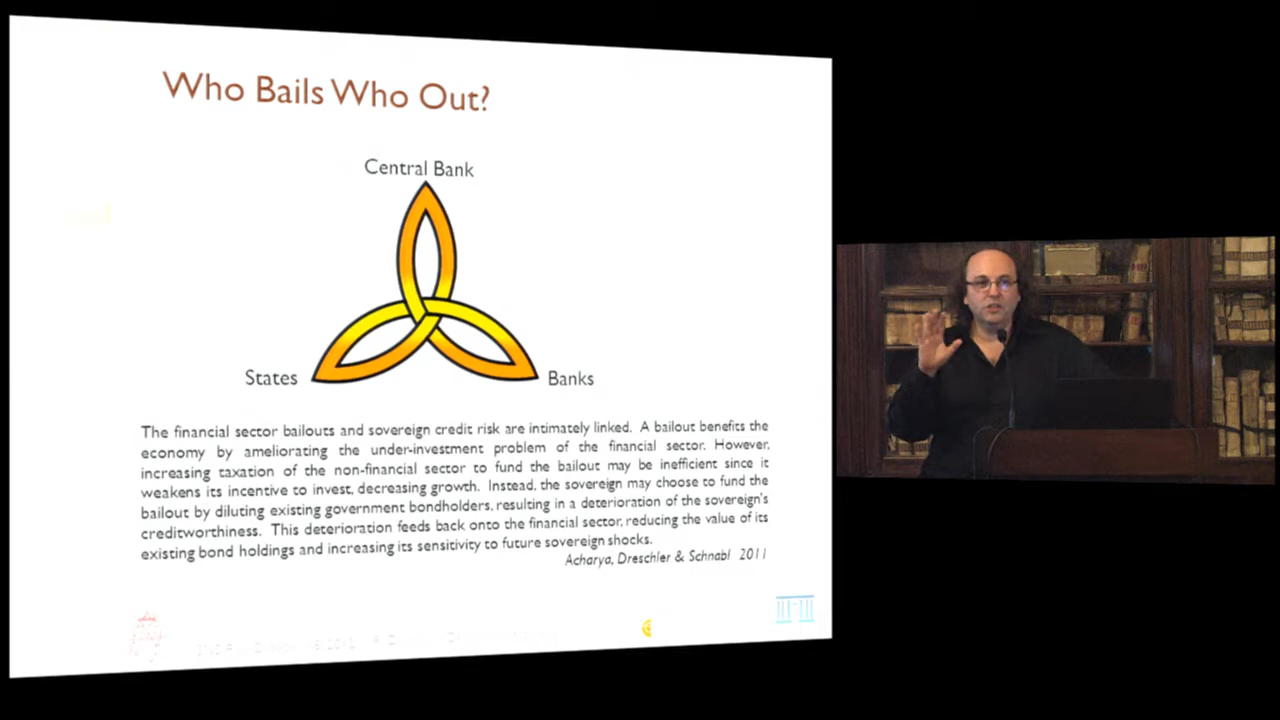 Who Bails Who Out?
Central Bank
States
Banks
The financial sector bailouts and sovereign credit risk are intimately linked. A bailout benefits the
economy by ameliorating the under-investment problem of the financial sector. However,
increasing taxation of the non-financial sector to fund the bailout may be inefficient since it
weakens its incentive to invest, decreasing growth. Instead, the sovereign may choose to fund the
bailout by diluting existing government bondholders, resulting in a deterioration of the sovereign's
creditworthiness. This deterioration feeds back onto the financial sector, reducing the value of its
existing bond holdings and increasing its sensitivity to future sovereign shocks.
Acharya, Dreschler & Schnabl 2011